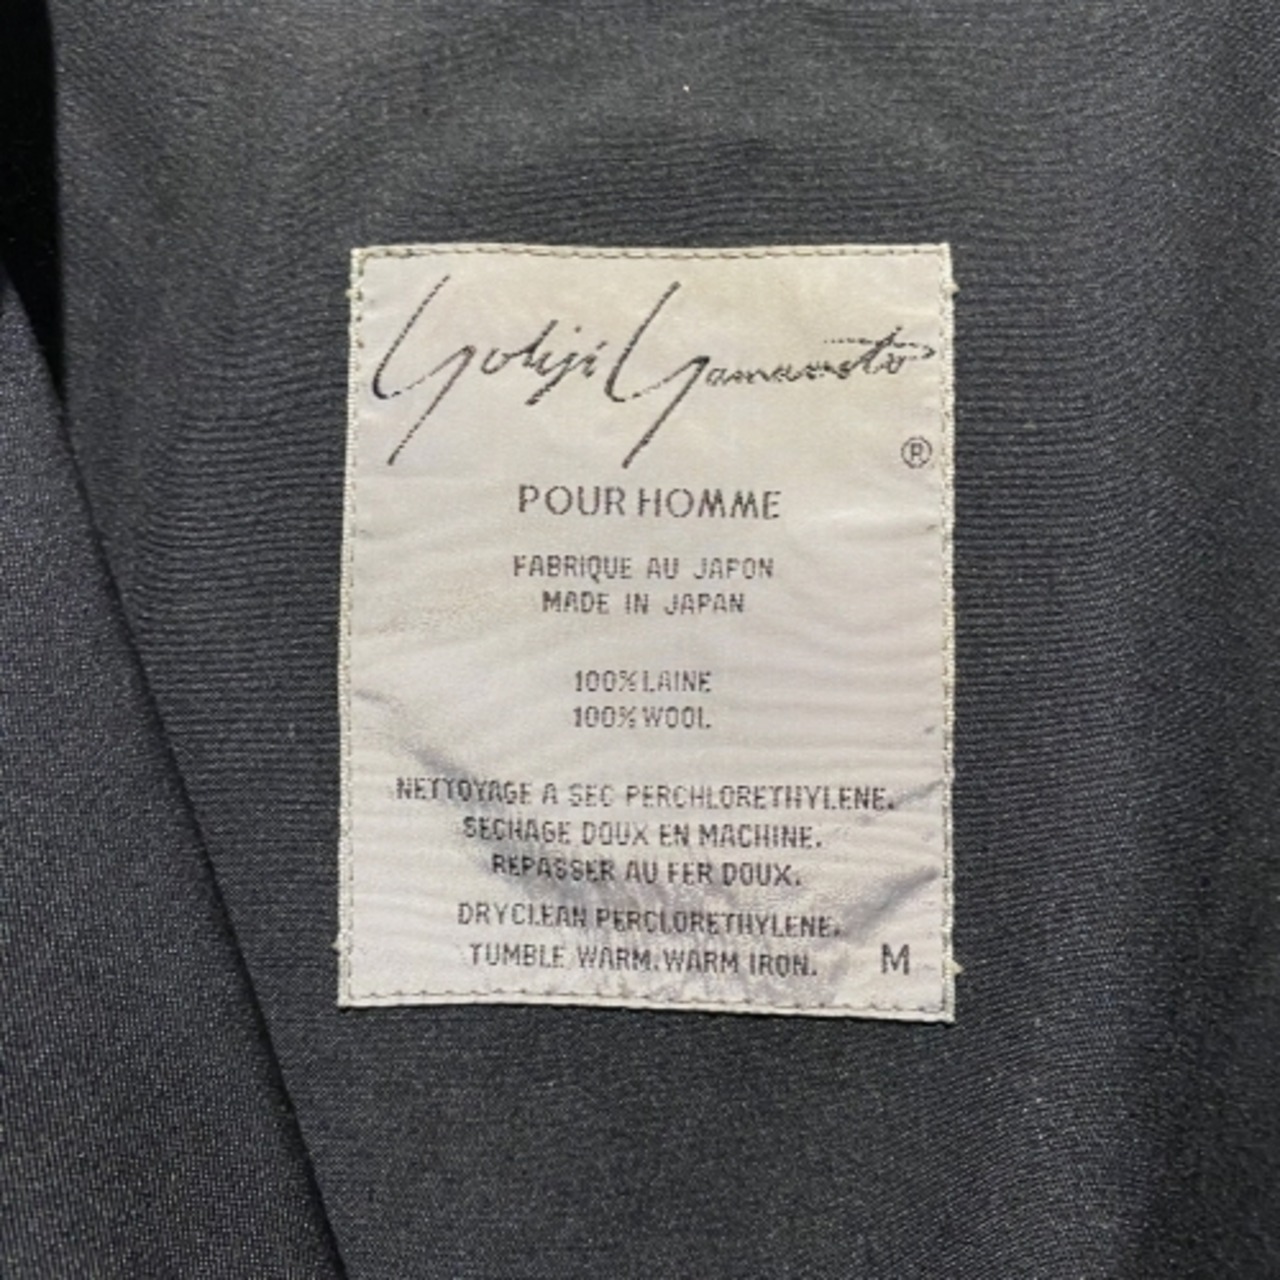 Yohji Yamamoto
®
POUR HOMME
FABRIQUE AU JAPON
MADE IN JAPAN
100% LAINE
100% WOOL
NETTOYAGE A SEC PERCHLORETHYLENE.
SECHAGE DOUX EN MACHINE.
REPASSER AU FER DOUX.
DRYCLEAN PERCLORETHYLENE.
TUMBLE WARM. WARM IRON. M